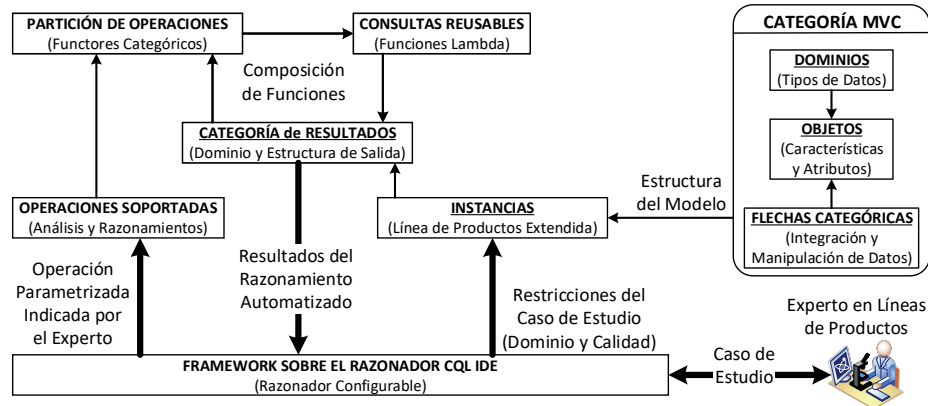 PARTICIÓN DE OPERACIONES
(Functores Categóricos)
CONSULTAS REUSABLES
(Funciones Lambda)
Composición
de Funciones
CATEGORÍA de RESULTADOS
(Dominio y Estructura de Salida)
OPERACIONES SOPORTADAS
(Análisis y Razonamientos)
INSTANCIAS
(Línea de Productos Extendida)
Estructura
del Modelo
CATEGORÍA MVC
DOMINIOS
(Tipos de Datos)
OBJETOS
(Características
y Atributos)
FLECHAS CATEGÓRICAS
(Integración y
Manipulación de Datos)
Operación
Parametrizada
Indicada por
el Experto
Resultados del
Razonamiento
Automatizado
Restricciones del
Caso de Estudio
(Dominio y Calidad)
Experto en Líneas
de Productos
FRAMEWORK SOBRE EL RAZONADOR CQL IDE
(Razonador Configurable)
Caso de
Estudio